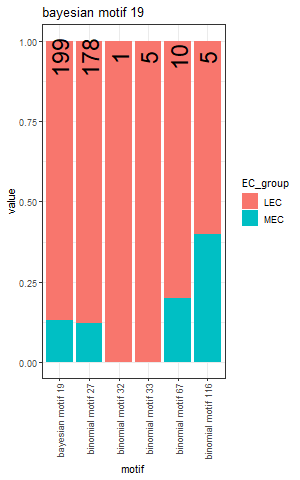 bayesian motif 19
199
178
1
5
10
5
1.00
0.75
0.50
0.25
0.00
value
bayesian motif 19
binomial motif 27
binomial motif 32
binomial motif 33
binomial motif 67
binomial motif 116
motif
EC_group
LEC
MEC